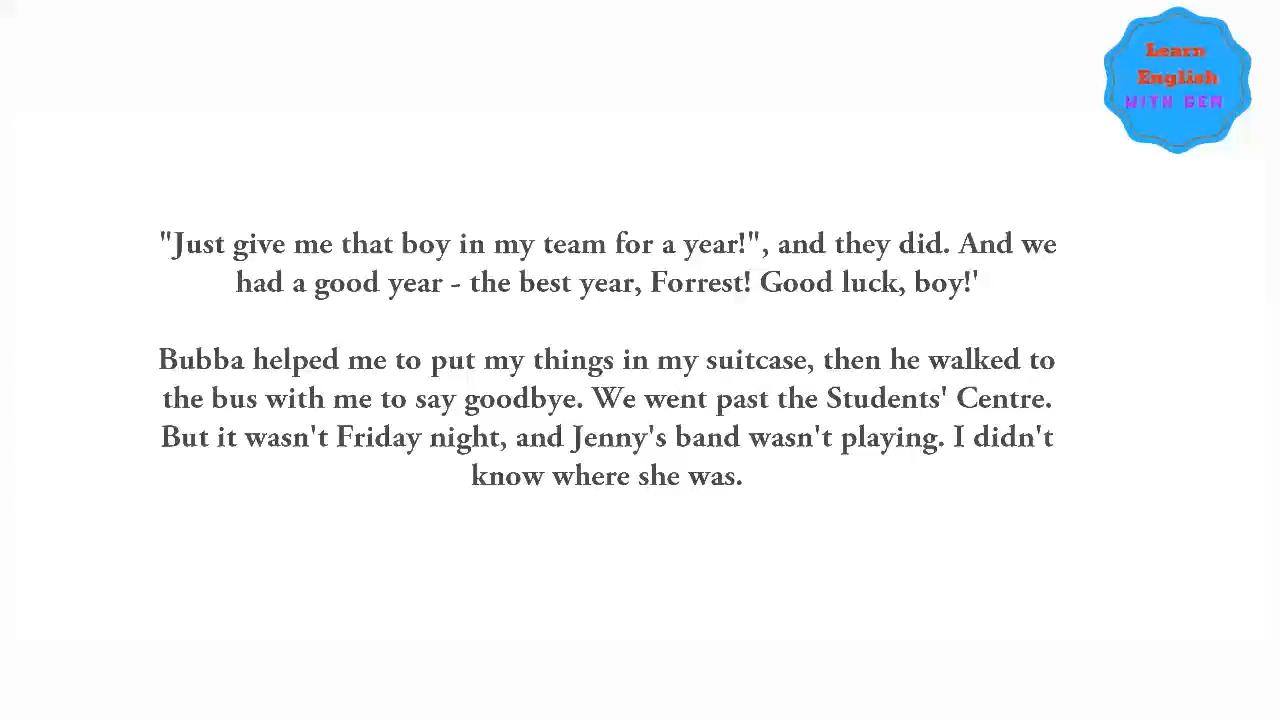 Learn
English
WITH GEM
"Just give me that boy in my team for a year!", and they did. And we
had a good year - the best year, Forrest! Good luck, boy!'
Bubba helped me to put my things in my suitcase, then he walked to
the bus with me to say goodbye. We went past the Students' Centre.
But it wasn't Friday night, and Jenny's band wasn't playing. I didn't
know where she was.